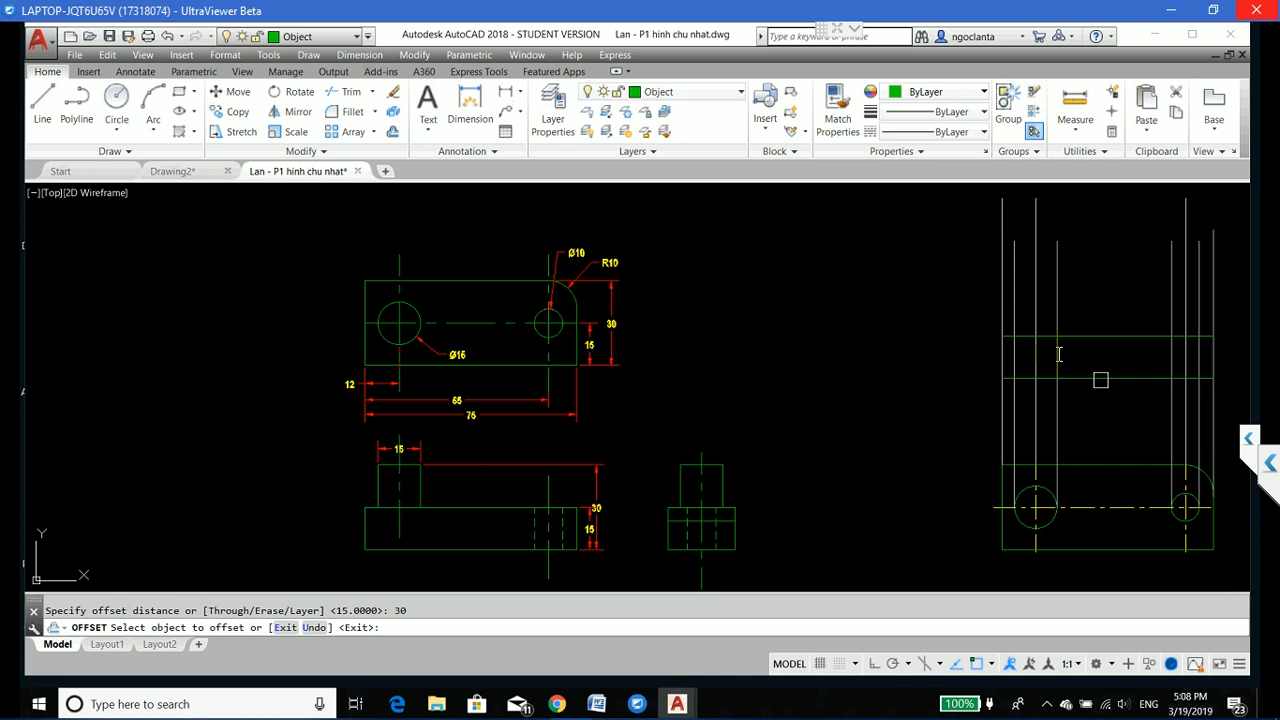 LAPTOP-JQT6U65V (17318074) - UltraViewer Beta
Object
Autodesk AutoCAD 2018 - STUDENT VERSION Lan - P1 hinh chu nhat.dwg
Type a keyword or phrase
ngoclanta
File Edit View Insert Format Tools Draw Dimension Modify Parametric Window Help Express
Home Insert Annotate Parametric View Manage Output Add-ins A360 Express Tools Featured Apps
Line
Polyline
Circle
Arc
Move
Copy
Stretch
Mirror
Scale
Trim
Fillet
Array
Text
Dimension
Layer
Properties
Object
Insert
Match
Properties
ByLayer
ByLayer
ByLayer
Group
Measure
Paste
Base
Draw
Modify
Annotation
Layers
Block
Properties
Groups
Utilities
Clipboard
View
Start
Drawing2*
Lan - P1 hinh chu nhat*
[−][Top][2D Wireframe]
Ø10
R10
30
15
Ø16
12
65
75
15
30
15
Y
X
Specify offset distance or [Through/Erase/Layer] <15.0000>: 30
OFFSET Select object to offset or [Exit Undo] <Exit>:
Model Layout1 Layout2
MODEL
1:1
Type here to search
11
100%
ENG
5:08 PM
3/19/2019
23